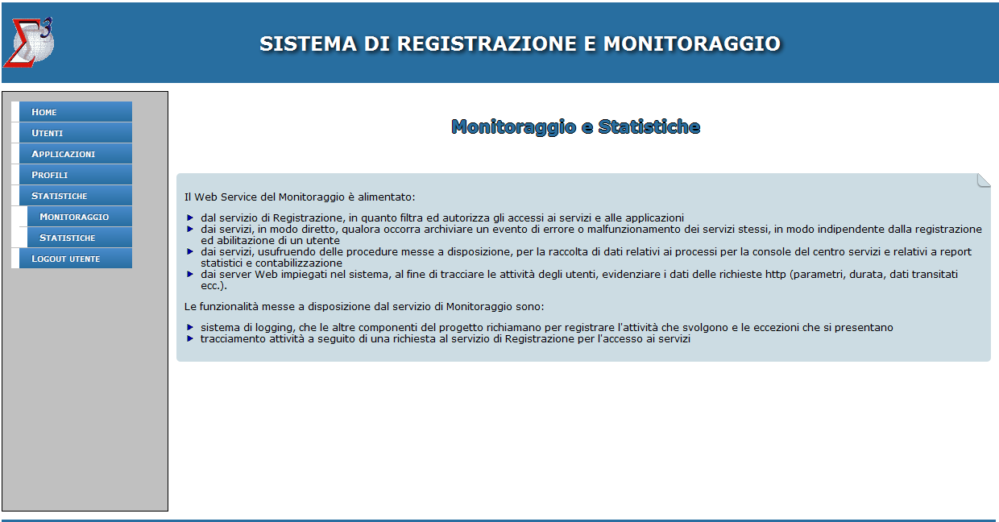 Σ3
SISTEMA DI REGISTRAZIONE E MONITORAGGIO
HOME
UTENTI
APPLICAZIONI
PROFILI
STATISTICHE
MONITORAGGIO
STATISTICHE
LOGOUT UTENTE
Monitoraggio e Statistiche
Il Web Service del Monitoraggio è alimentato:
dal servizio di Registrazione, in quanto filtra ed autorizza gli accessi ai servizi e alle applicazioni
dai servizi, in modo diretto, qualora occorra archiviare un evento di errore o malfunzionamento dei servizi stessi, in modo indipendente dalla registrazione
ed abilitazione di un utente
dai servizi, usufruendo delle procedure messe a disposizione, per la raccolta di dati relativi ai processi per la console del centro servizi e relativi a report
statistici e contabilizzazione
dai server Web impiegati nel sistema, al fine di tracciare le attività degli utenti, evidenziare i dati delle richieste http (parametri, durata, dati transitati
ecc.).
Le funzionalità messe a disposizione dal servizio di Monitoraggio sono:
sistema di logging, che le altre componenti del progetto richiamano per registrare l'attività che svolgono e le eccezioni che si presentano
tracciamento attività a seguito di una richiesta al servizio di Registrazione per l'accesso ai servizi